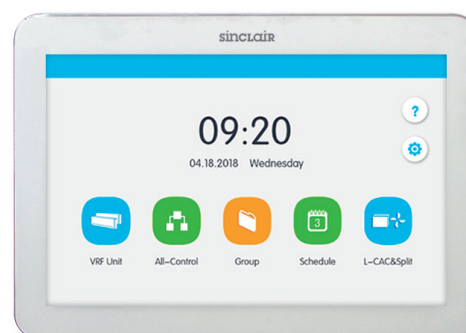 sinclair
?
09:20
04.18.2018 Wednesday
3
VRF Unit All-Control Group Schedule L-CAC&Split